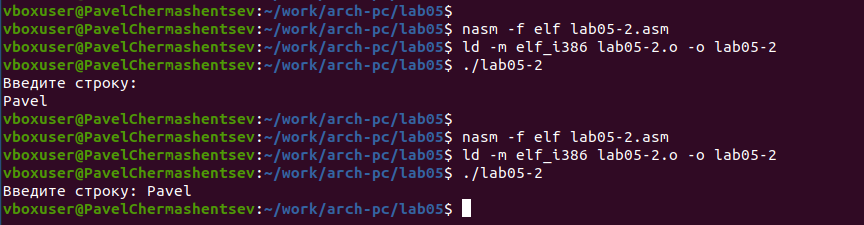 vboxuser@PavelChermashentsev:~/work/arch-pc/lab05$
vboxuser@PavelChermashentsev:~/work/arch-pc/lab05$ nasm -f elf lab05-2.asm
vboxuser@PavelChermashentsev:~/work/arch-pc/lab05$ ld -m elf_i386 lab05-2.o -o lab05-2
vboxuser@PavelChermashentsev:~/work/arch-pc/lab05$ ./lab05-2
Введите строку:
Pavel
vboxuser@PavelChermashentsev:~/work/arch-pc/lab05$
vboxuser@PavelChermashentsev:~/work/arch-pc/lab05$ nasm -f elf lab05-2.asm
vboxuser@PavelChermashentsev:~/work/arch-pc/lab05$ ld -m elf_i386 lab05-2.o -o lab05-2
vboxuser@PavelChermashentsev:~/work/arch-pc/lab05$ ./lab05-2
Введите строку: Pavel
vboxuser@PavelChermashentsev:~/work/arch-pc/lab05$